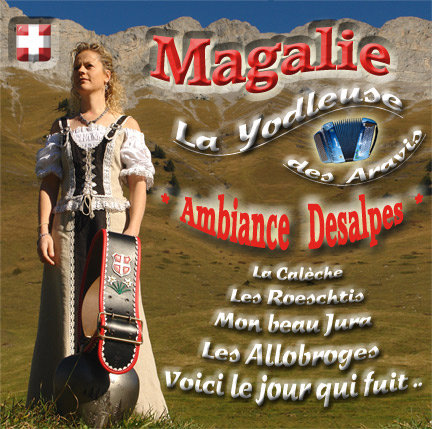 Magalie
La Yodleuse
des Aravis
* Ambiance Desalpes *
La Calèche
Les Roeschtis
Mon beau Jura
Les Allobroges
Voici le jour qui fuit ..